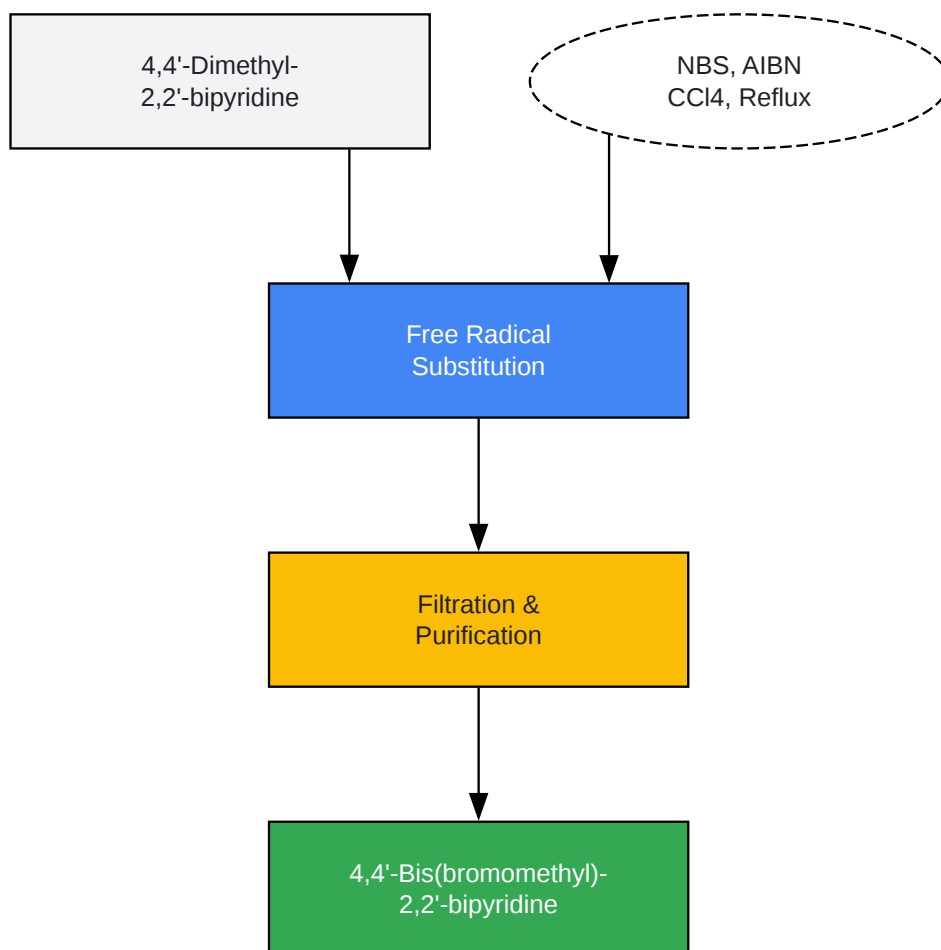 4,4'-Dimethyl-
2,2'-bipyridine
NBS, AIBN
CCl4, Reflux
Free Radical
Substitution
Filtration &
Purification
4,4'-Bis(bromomethyl)-
2,2'-bipyridine